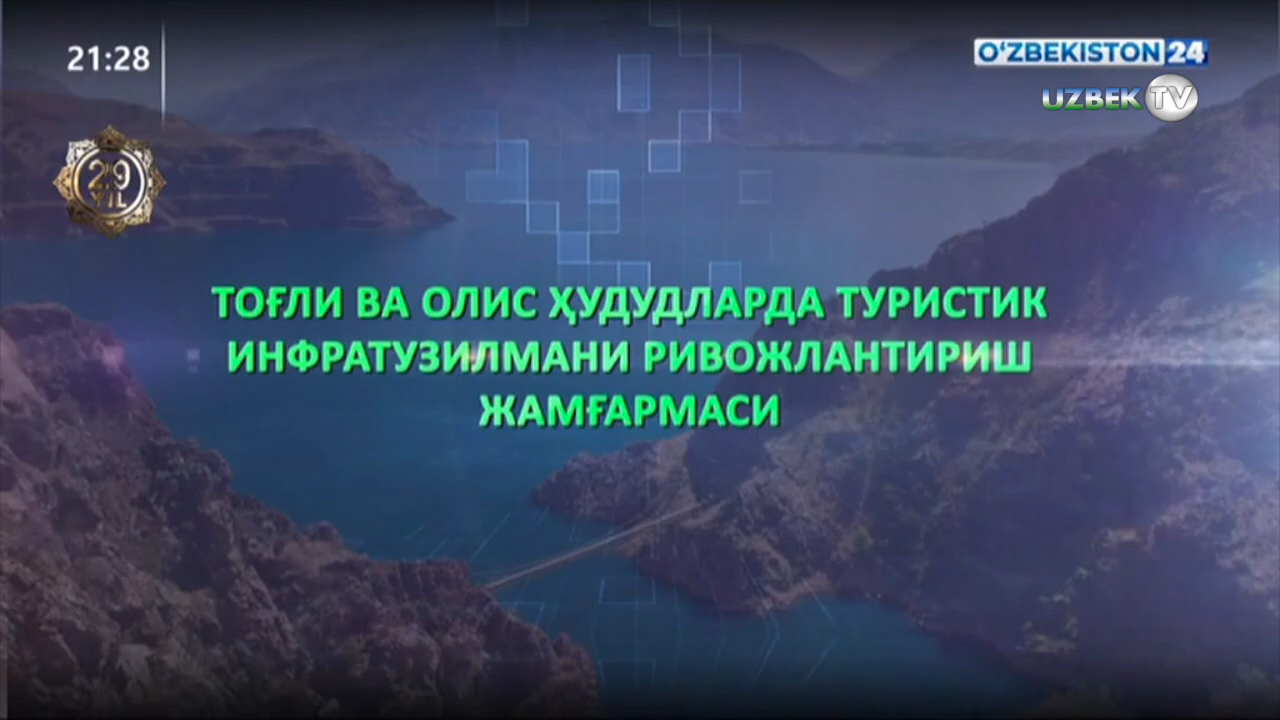 21:28
O‘ZBEKISTON 24
UZBEK TV
29
YIL
ТОҒЛИ ВА ОЛИС ҲУДУДЛАРДА ТУРИСТИК
ИНФРАТУЗИЛМАНИ РИВОЖЛАНТИРИШ
ЖАМҒАРМАСИ